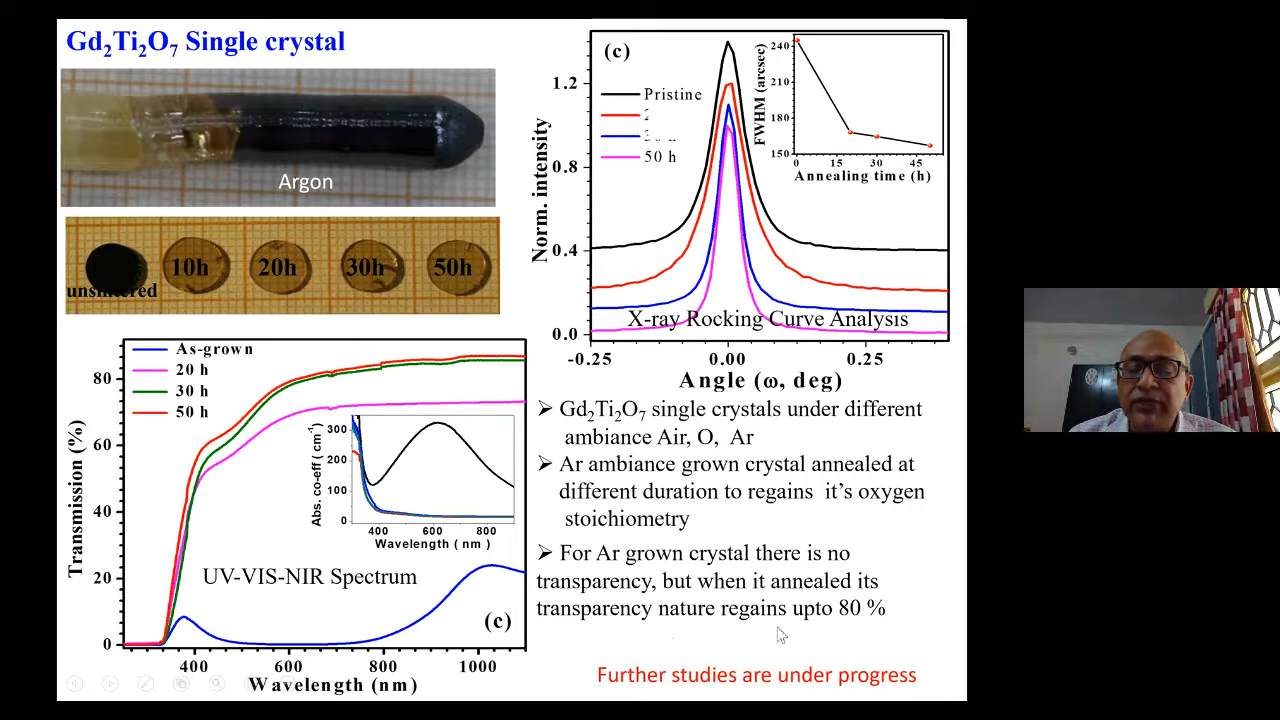 Gd₂Ti₂O₇ Single crystal
Argon
unsintered
10h
20h
30h
50h
As-grown
20 h
30 h
50 h
80
60
40
20
0
Transmission (%)
400 600 800 1000
Wavelength (nm)
UV-VIS-NIR Spectrum
(c)
300
200
100
0
Abs. co-eff (cm⁻¹)
400 600 800
Wavelength ( nm)
(c)
Pristine
50 h
1.2
0.8
0.4
0.0
Norm. intensity
-0.25 0.00 0.25
Angle (ω, deg)
X-ray Rocking Curve Analysis
240
210
180
150
FWHM (arcsec)
0 15 30 45
Annealing time (h)
➢ Gd₂Ti₂O₇ single crystals under different
ambiance Air, O, Ar
➢ Ar ambiance grown crystal annealed at
different duration to regains it’s oxygen
stoichiometry
➢ For Ar grown crystal there is no
transparency, but when it annealed its
transparency nature regains upto 80 %
Further studies are under progress